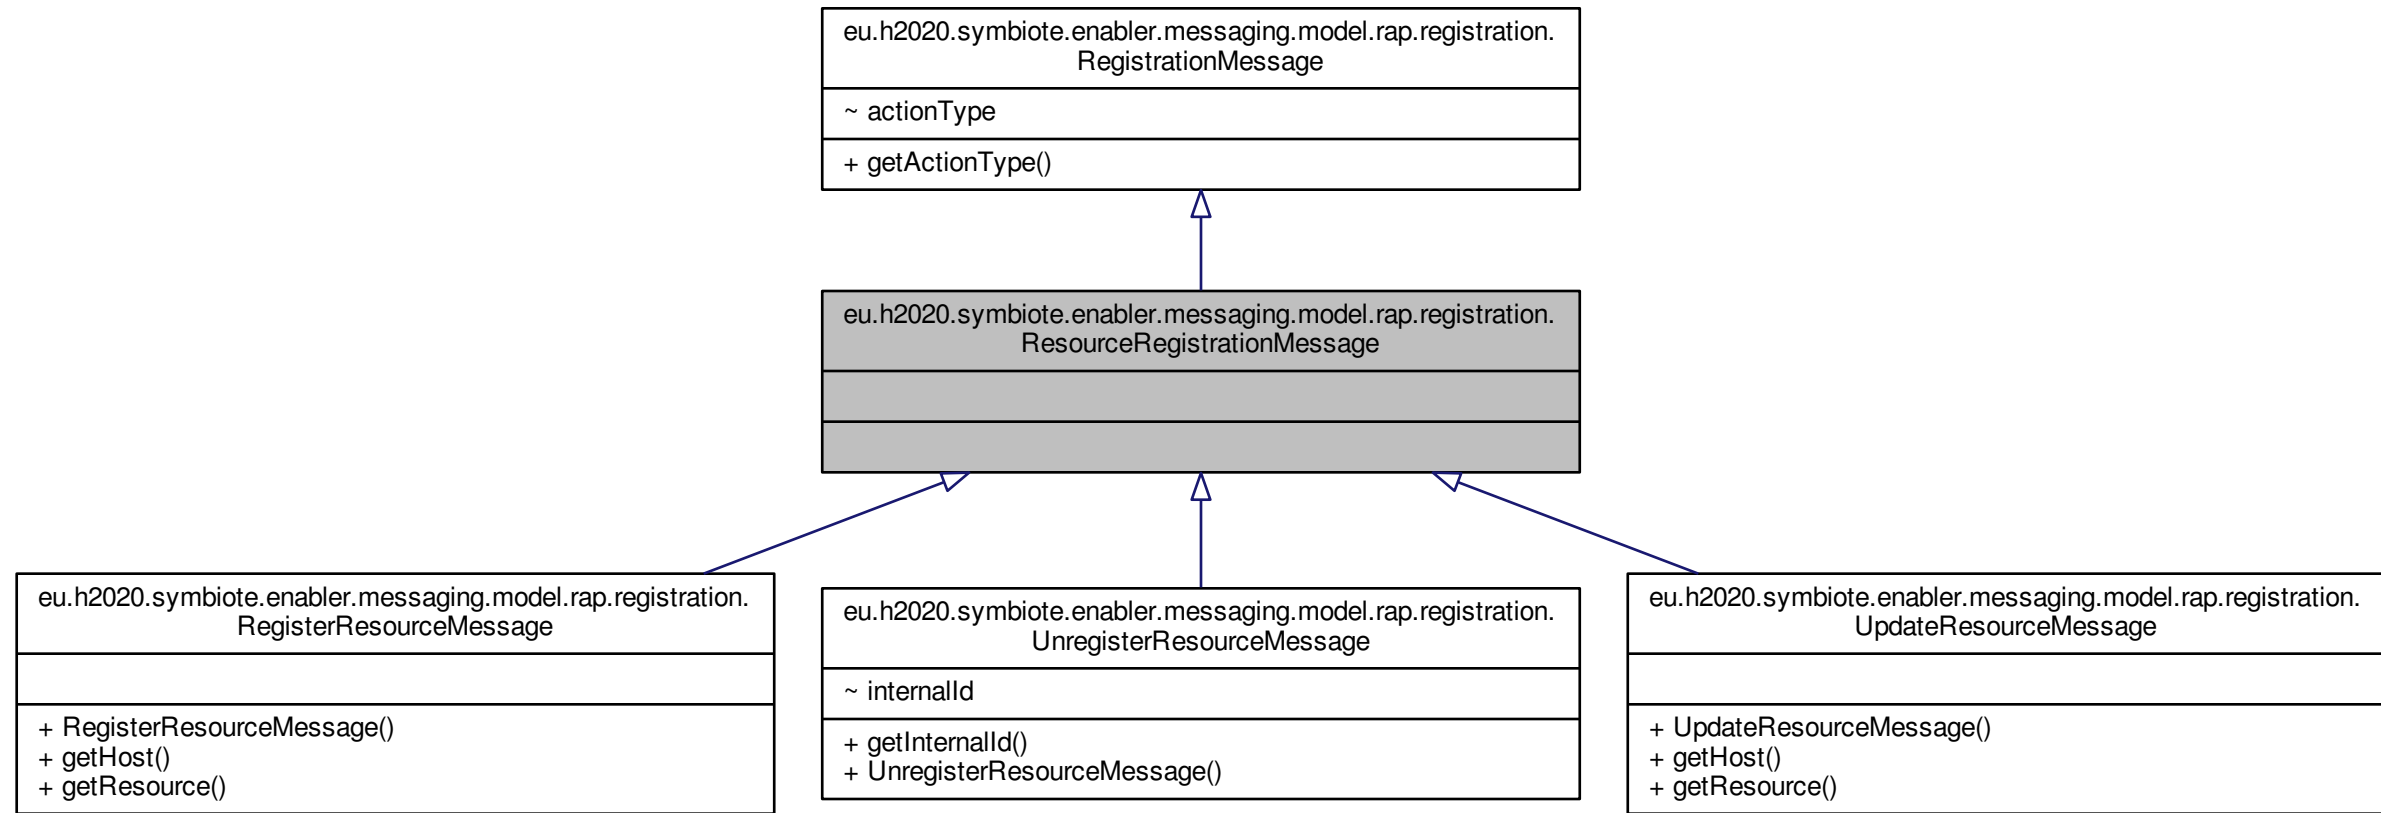 eu.h2020.symbiote.enabler.messaging.model.rap.registration.
RegistrationMessage
~ actionType
+ getActionType()
eu.h2020.symbiote.enabler.messaging.model.rap.registration.
ResourceRegistrationMessage
eu.h2020.symbiote.enabler.messaging.model.rap.registration.
RegisterResourceMessage
+ RegisterResourceMessage()
+ getHost()
+ getResource()
eu.h2020.symbiote.enabler.messaging.model.rap.registration.
UnregisterResourceMessage
~ internalId
+ getInternalId()
+ UnregisterResourceMessage()
eu.h2020.symbiote.enabler.messaging.model.rap.registration.
UpdateResourceMessage
+ UpdateResourceMessage()
+ getHost()
+ getResource()